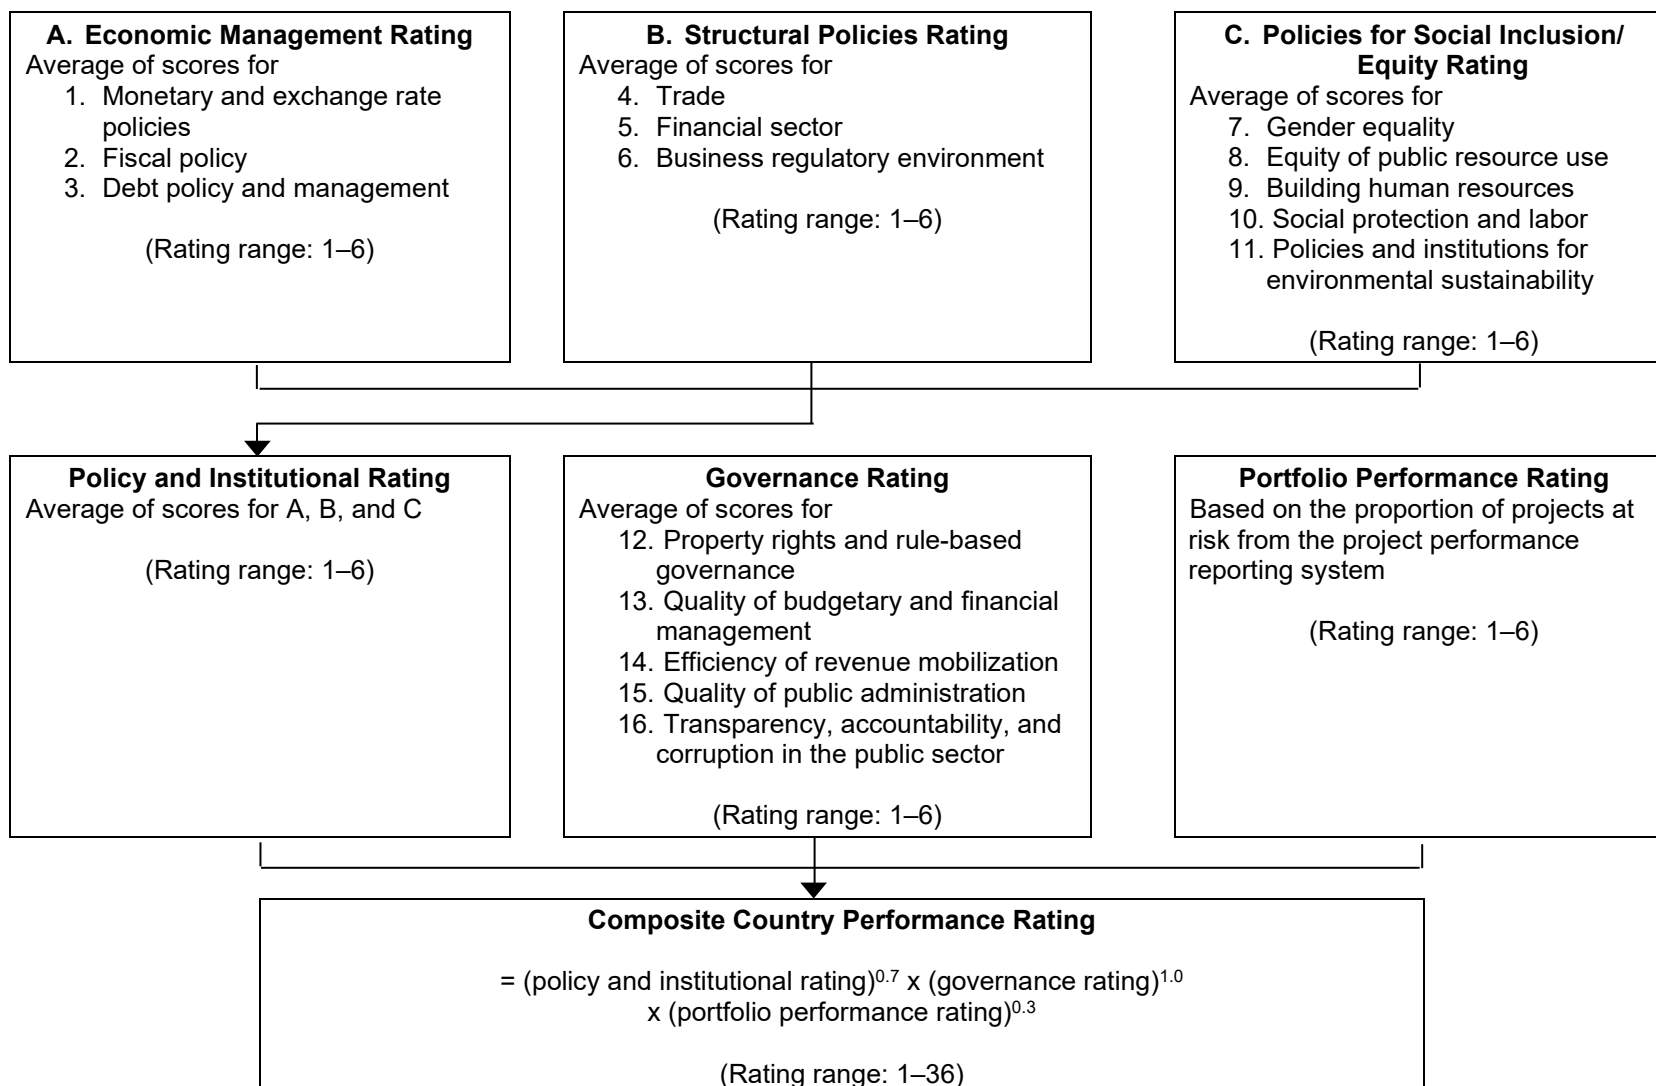 A. Economic Management Rating
Average of scores for
1. Monetary and exchange rate
policies
2. Fiscal policy
3. Debt policy and management
(Rating range: 1–6)
B. Structural Policies Rating
Average of scores for
4. Trade
5. Financial sector
6. Business regulatory environment
(Rating range: 1–6)
C. Policies for Social Inclusion/
Equity Rating
Average of scores for
7. Gender equality
8. Equity of public resource use
9. Building human resources
10. Social protection and labor
11. Policies and institutions for
environmental sustainability
(Rating range: 1–6)
Policy and Institutional Rating
Average of scores for A, B, and C
(Rating range: 1–6)
Governance Rating
Average of scores for
12. Property rights and rule-based
governance
13. Quality of budgetary and financial
management
14. Efficiency of revenue mobilization
15. Quality of public administration
16. Transparency, accountability, and
corruption in the public sector
(Rating range: 1–6)
Portfolio Performance Rating
Based on the proportion of projects at
risk from the project performance
reporting system
(Rating range: 1–6)
Composite Country Performance Rating
= (policy and institutional rating)^0.7 x (governance rating)^1.0
x (portfolio performance rating)^0.3
(Rating range: 1–36)